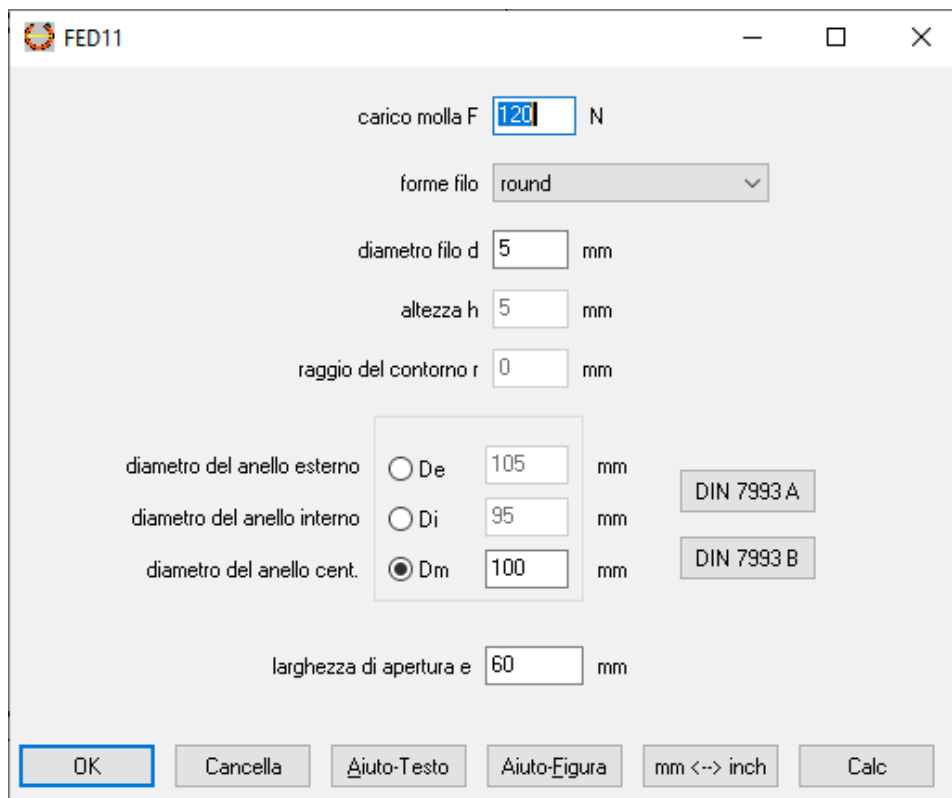 FED11
carico molla F 120 N
forme filo round
diametro filo d 5 mm
altezza h 5 mm
raggio del contorno r 0 mm
diametro del anello esterno De 105 mm
DIN 7993 A
diametro del anello interno Di 95 mm
DIN 7993 B
diametro del anello cent. Dm 100 mm
larghezza di apertura e 60 mm
OK Cancella Aiuto-Testo Aiuto-Figura mm <--> inch Calc